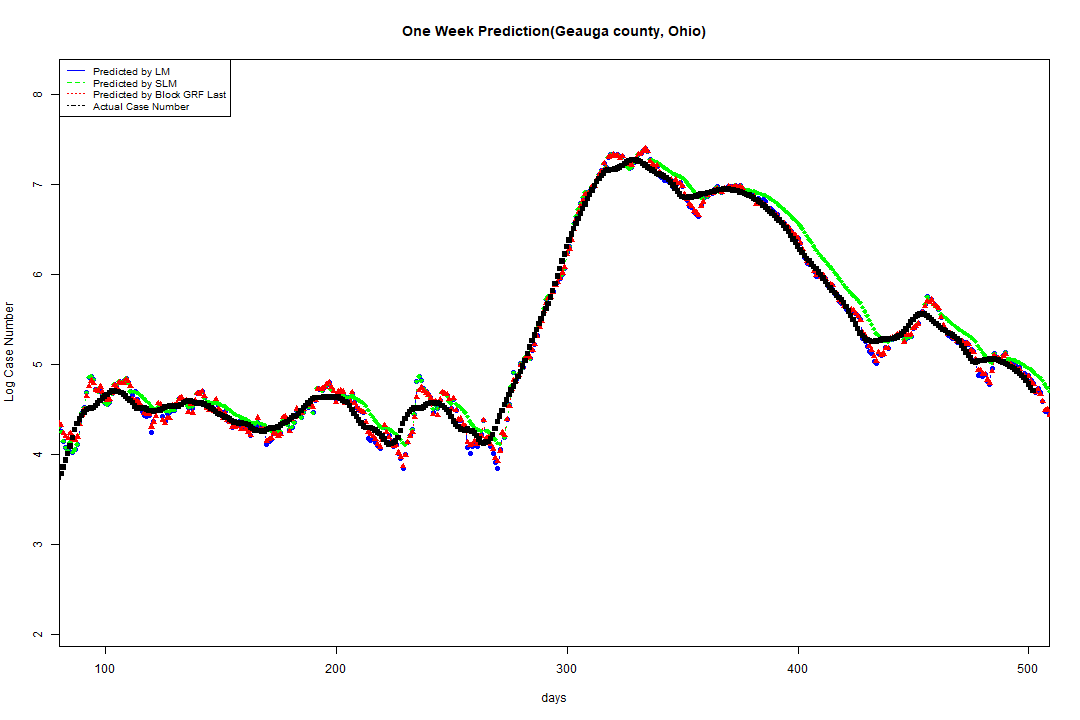 One Week Prediction(Geauga county, Ohio)
Predicted by LM
Predicted by SLM
Predicted by Block GRF Last
Actual Case Number
8
7
6
5
4
3
2
Log Case Number
100 200 300 400 500
days